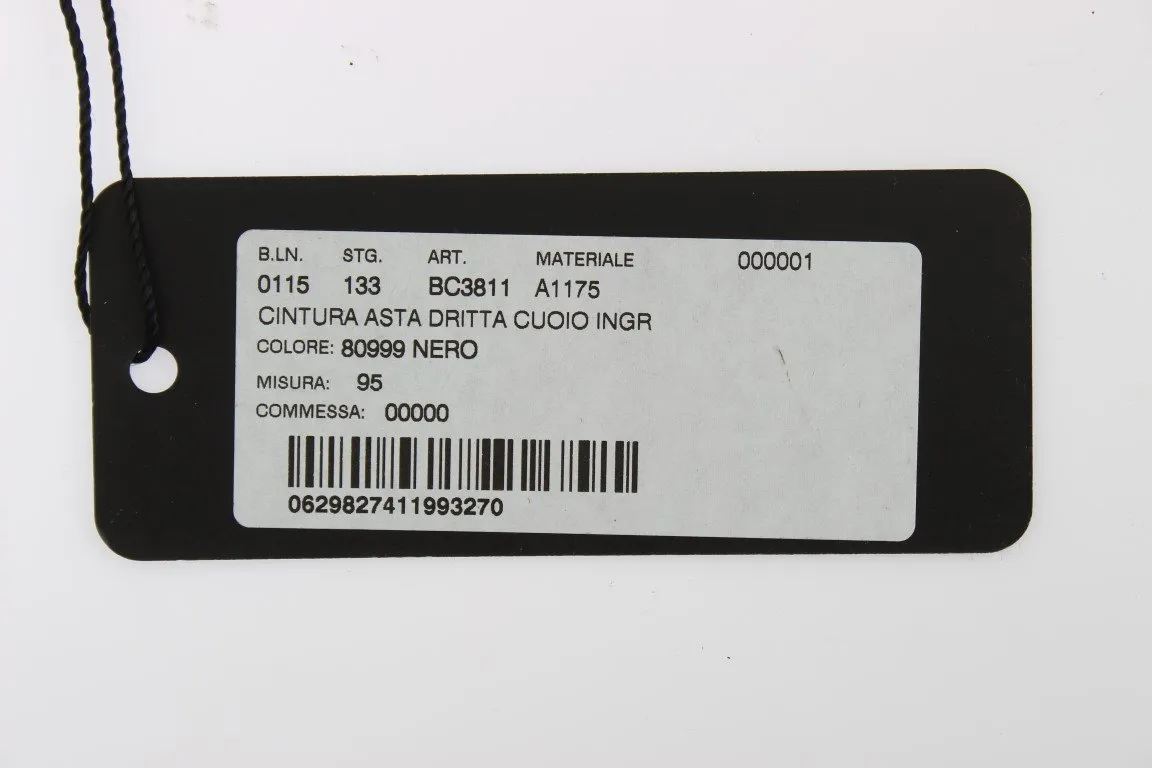 B.LN. STG. ART. MATERIALE 000001
0115 133 BC3811 A1175
CINTURA ASTA DRITTA CUOIO INGR
COLORE: 80999 NERO
MISURA: 95
COMMESSA: 00000
0629827411993270